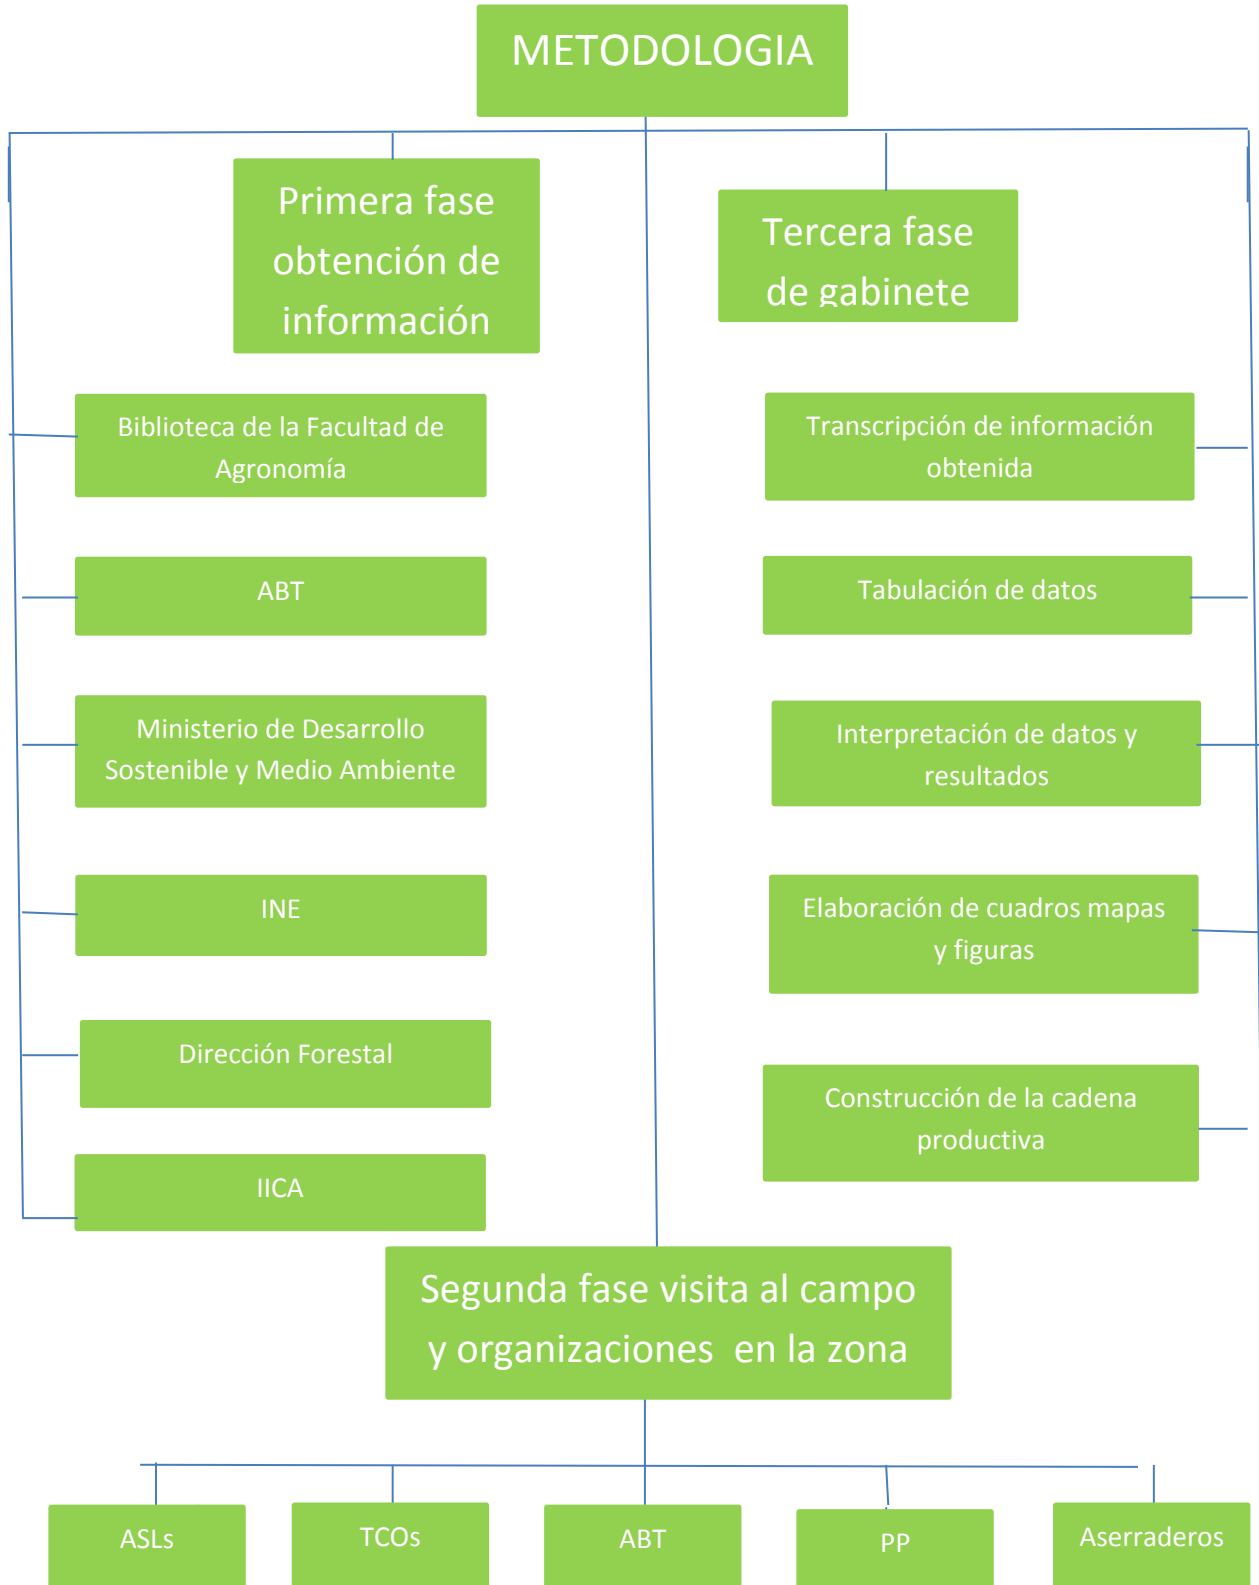 METODOLOGIA
Primera fase
obtención de
información
Tercera fase
de gabinete
Biblioteca de la Facultad de
Agronomía
ABT
Ministerio de Desarrollo
Sostenible y Medio Ambiente
INE
Dirección Forestal
IICA
Transcripción de información
obtenida
Tabulación de datos
Interpretación de datos y
resultados
Elaboración de cuadros mapas
y figuras
Construcción de la cadena
productiva
Segunda fase visita al campo
y organizaciones en la zona
ASLs
TCOs
ABT
PP
Aserraderos